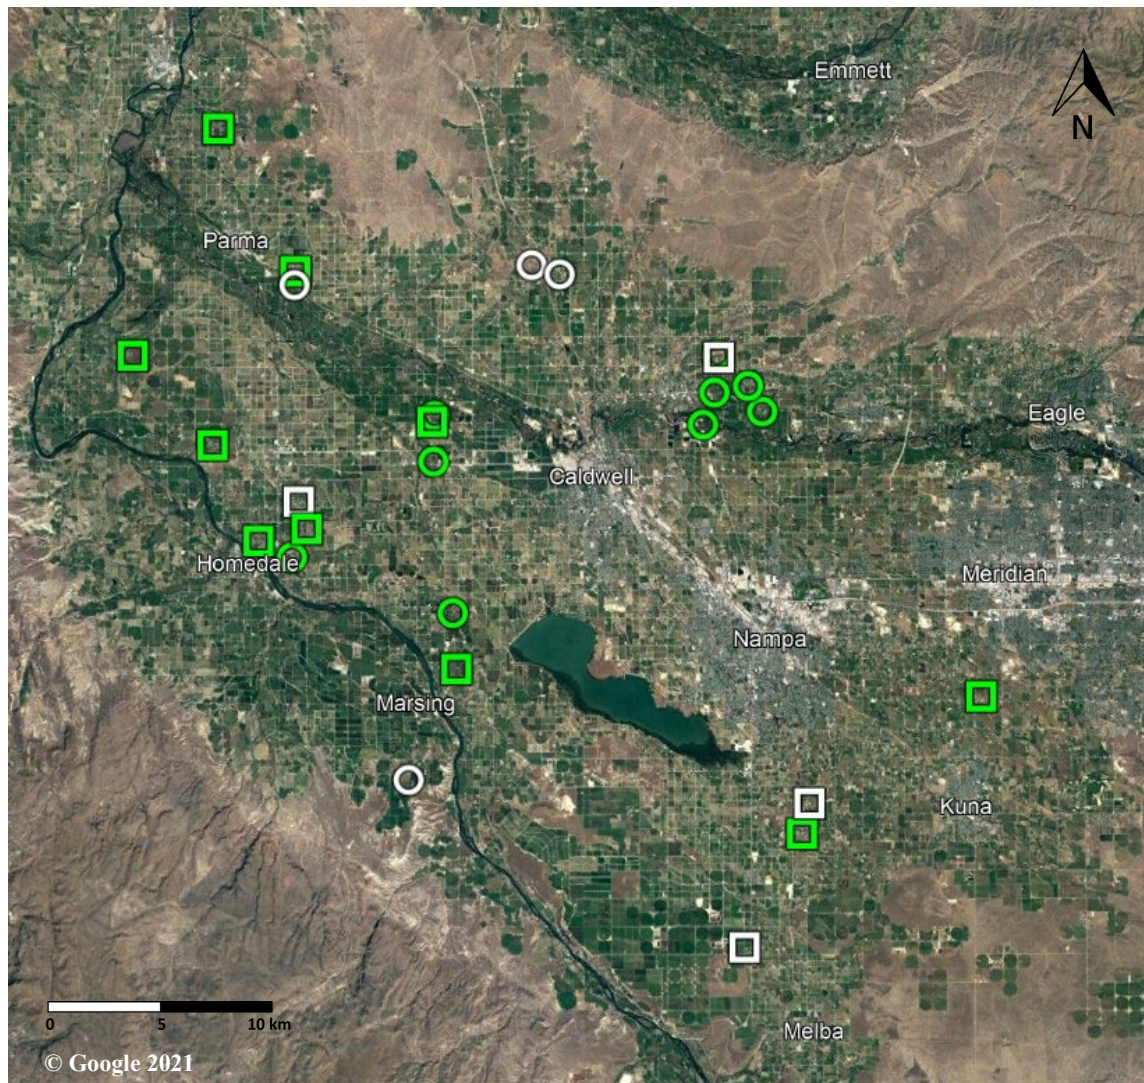 Emmett
N
Parma
Eagle
Caldwell
Homedale
Meridian
Nampa
Marsing
Kuna
0 5 10 km
Melba
© Google 2021